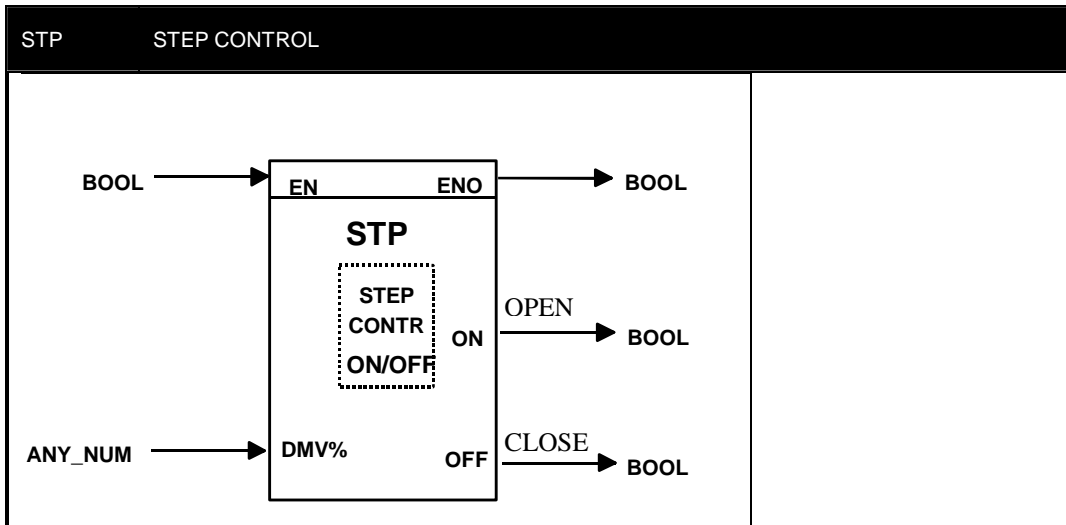 STP STEP CONTROL
BOOL EN ENO BOOL
STP
STEP
CONTR
ON/OFF
OPEN
ON BOOL
ANY_NUM DMV% OFF CLOSE BOOL